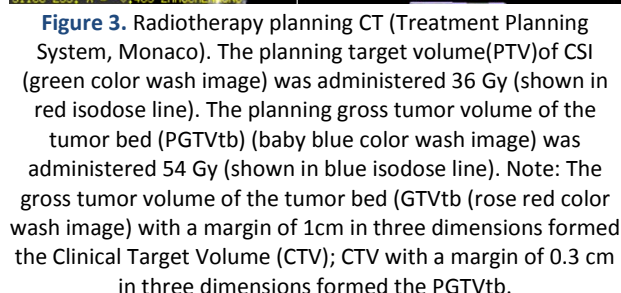 Figure 3. Radiotherapy planning CT (Treatment Planning
System, Monaco). The planning target volume(PTV)of CSI
(green color wash image) was administered 36 Gy (shown in
red isodose line). The planning gross tumor volume of the
tumor bed (PGTVtb) (baby blue color wash image) was
administered 54 Gy (shown in blue isodose line). Note: The
gross tumor volume of the tumor bed (GTVtb (rose red color
wash image) with a margin of 1cm in three dimensions formed
the Clinical Target Volume (CTV); CTV with a margin of 0.3 cm
in three dimensions formed the PGTVtb.